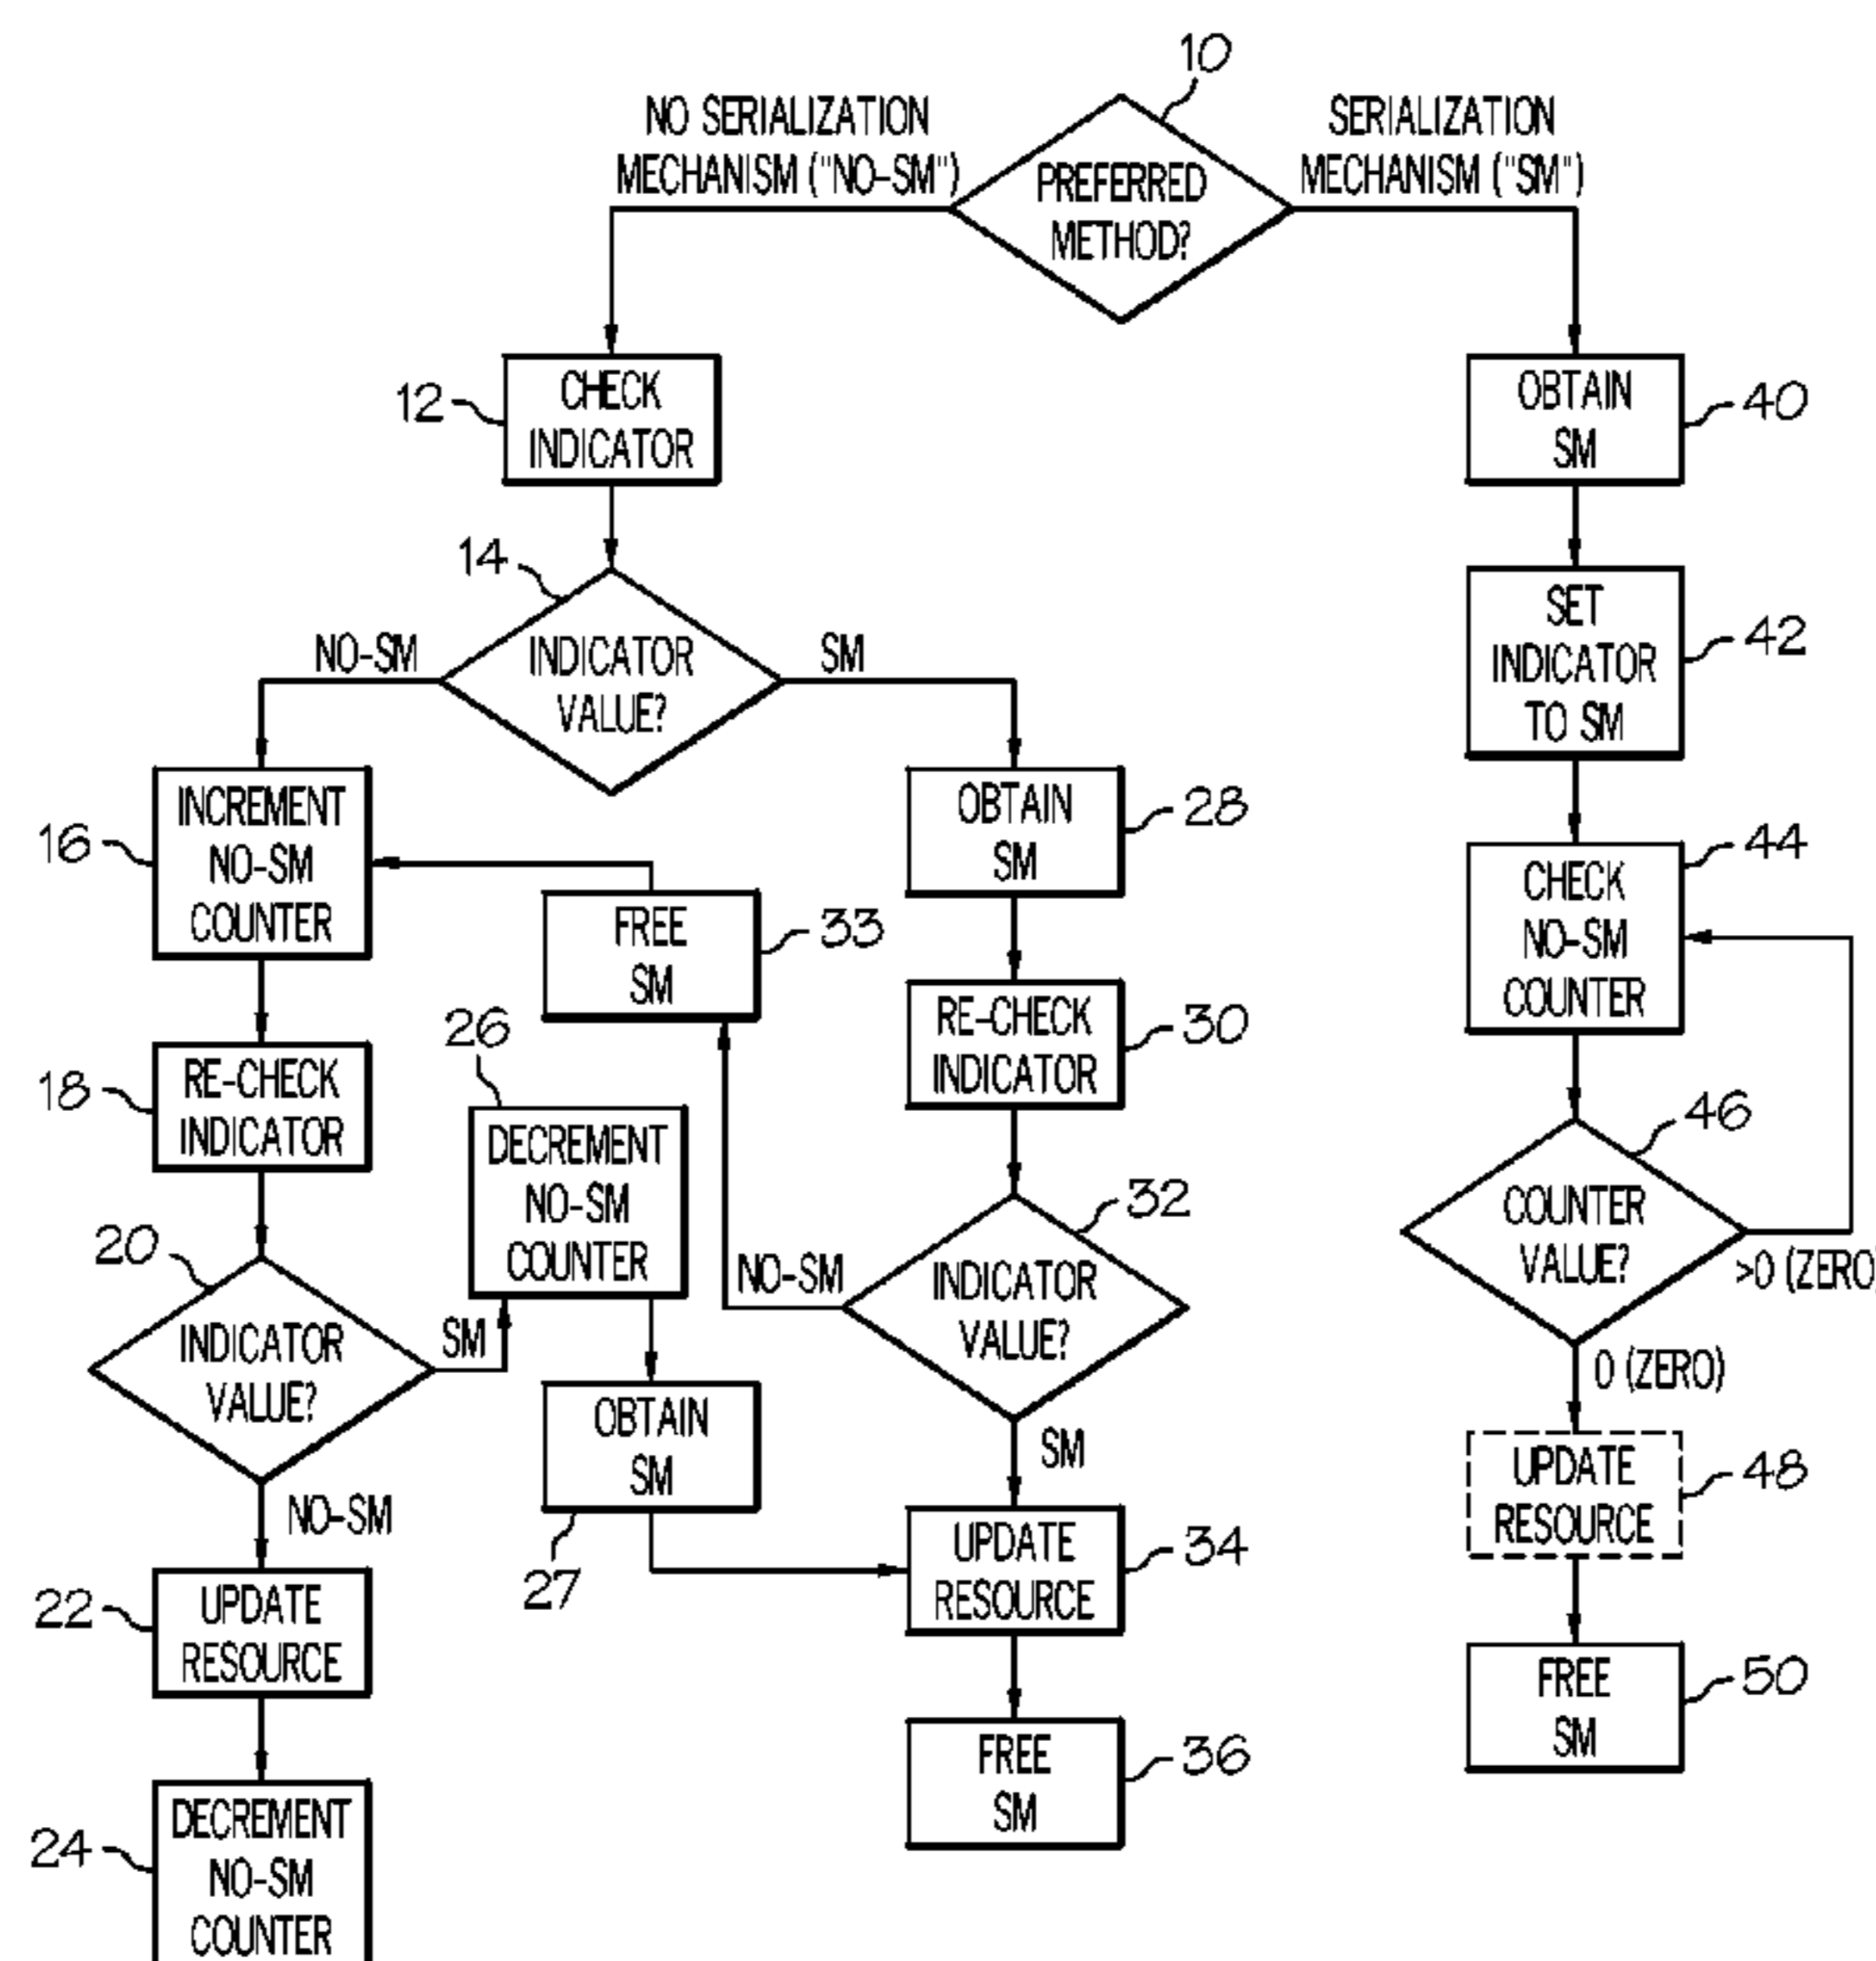 10
NO SERIALIZATION
MECHANISM ("NO-SM")
PREFERRED
METHOD?
SERIALIZATION
MECHANISM ("SM")
12
CHECK
INDICATOR
OBTAIN
SM
40
14
NO-SM
INDICATOR
VALUE?
SM
SET
INDICATOR
TO SM
42
16
INCREMENT
NO-SM
COUNTER
OBTAIN
SM
28
FREE
SM
33
CHECK
NO-SM
COUNTER
44
18
RE-CHECK
INDICATOR
26
DECREMENT
NO-SM
COUNTER
RE-CHECK
INDICATOR
30
20
INDICATOR
VALUE?
SM
NO-SM
NO-SM
INDICATOR
VALUE?
32
SM
46
COUNTER
VALUE?
>0 (ZERO)
0 (ZERO)
OBTAIN
SM
27
22
UPDATE
RESOURCE
UPDATE
RESOURCE
34
UPDATE
RESOURCE
48
24
DECREMENT
NO-SM
COUNTER
FREE
SM
36
FREE
SM
50